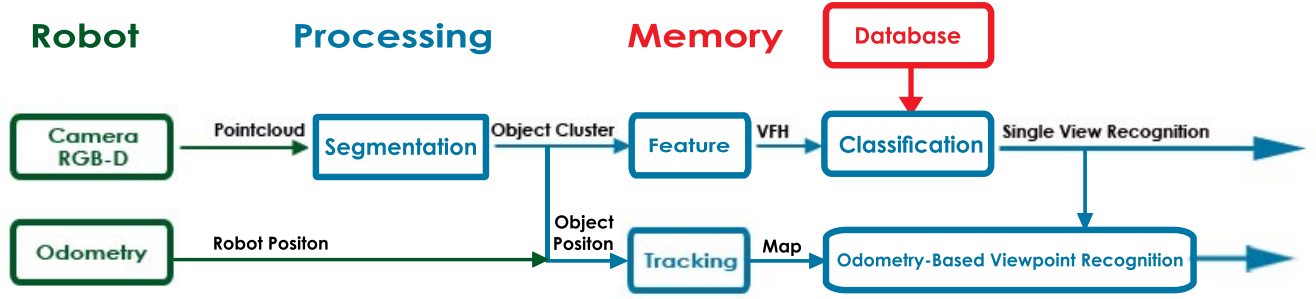 Robot
Processing
Memory
Database
Camera
RGB-D
Pointcloud
Segmentation
Object Cluster
Feature
VFH
Classification
Single View Recognition
Odometry
Robot Positon
Object
Positon
Tracking
Map
Odometry-Based Viewpoint Recognition